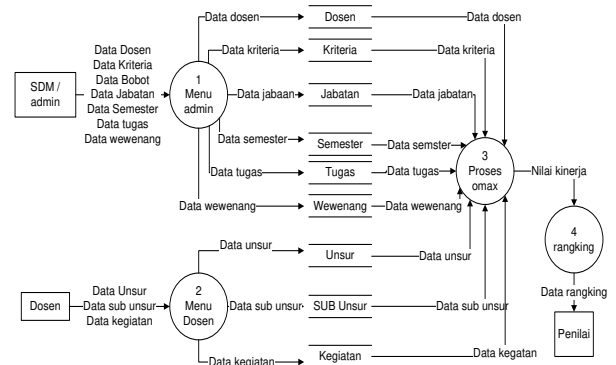 Data dosen
Dosen
Data dosen
Data kriteria
Kriteria
Data kriteria
SDM /
admin
Data Dosen
Data Kriteria
Data Bobot
Data Jabatan
Data Semester
Data tugas
Data wewenang
1
Menu
admin
Data jabaan
Jabatan
Data jabatan
Data semester
Semester
Data semster
Data tugas
Tugas
Data tugas
Data wewenang
Wewenang
Data wewenang
3
Proses
omax
Nilai kinerja
4
rangking
Data rangking
Penilai
Dosen
Data Unsur
Data sub unsur
Data kegiatan
2
Menu
Dosen
Data unsur
Unsur
Data unsur
Data sub unsur
SUB Unsur
Data sub unsur
Data kegiatan
Kegiatan
Data kegatan